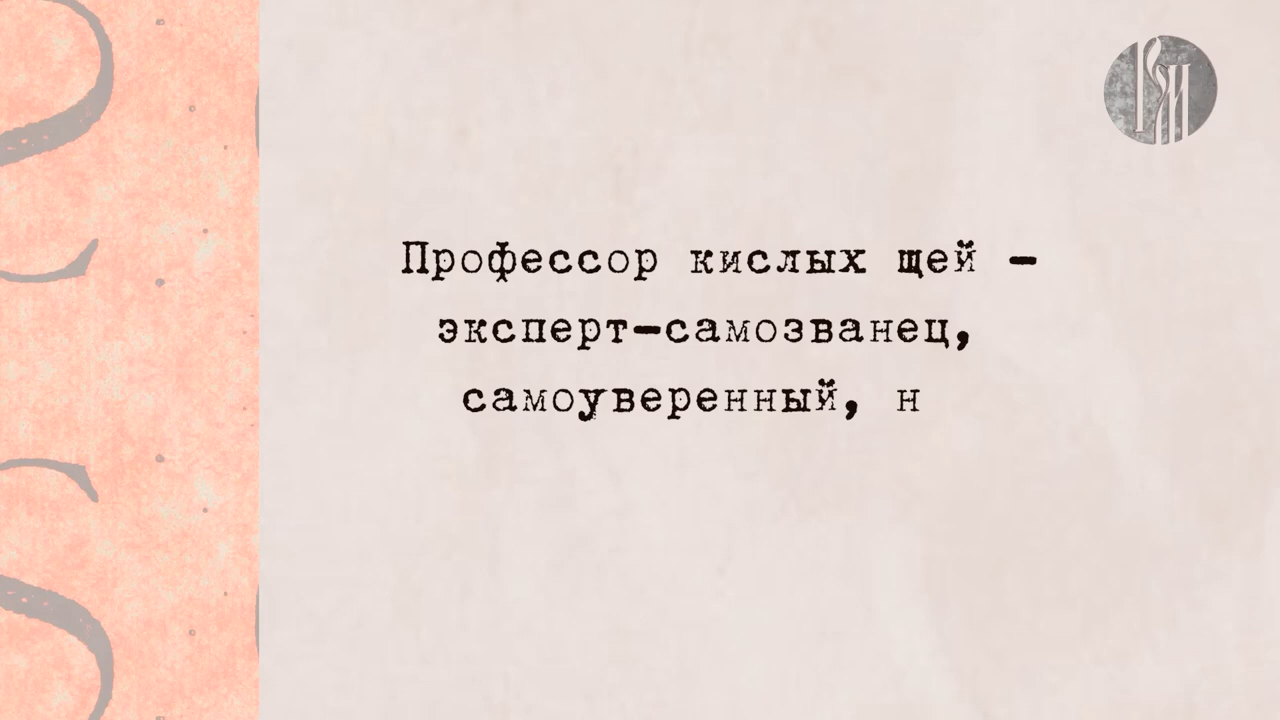 Профессор кислых щей –
эксперт–самозванец,
самоуверенный, н